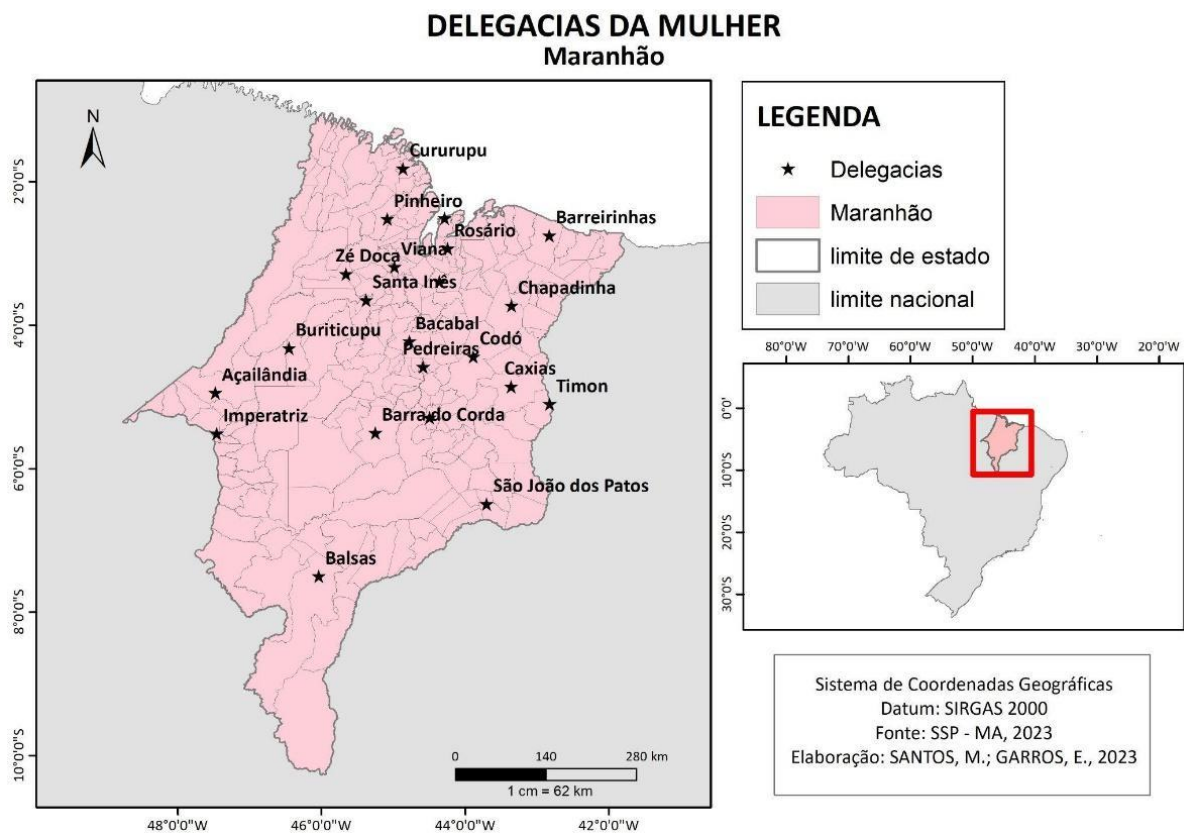 DELEGACIAS DA MULHER
Maranhão
N
Cururupu
Pinheiro
Rosário
Barreirinhas
Viana
Zé Doca
Santa Inês
Chapadinha
Buriticupu
Bacabal
Codó
Pedreiras
Caxias
Açailândia
Timon
Imperatriz
Barra do Corda
São João dos Patos
Balsas
2°0'0"S
4°0'0"S
6°0'0"S
8°0'0"S
10°0'0"S
48°0'0"W
46°0'0"W
44°0'0"W
42°0'0"W
0
140
280 km
1 cm = 62 km
LEGENDA
Delegacias
Maranhão
limite de estado
limite nacional
80°0'0"W
60°0'0"W
50°0'0"W
40°0'0"W
20°0'0"W
0°0'0"
10°0'0"S
20°0'0"S
30°0'0"S
Sistema de Coordenadas Geográficas
Datum: SIRGAS 2000
Fonte: SSP - MA, 2023
Elaboração: SANTOS, M.; GARROS, E., 2023